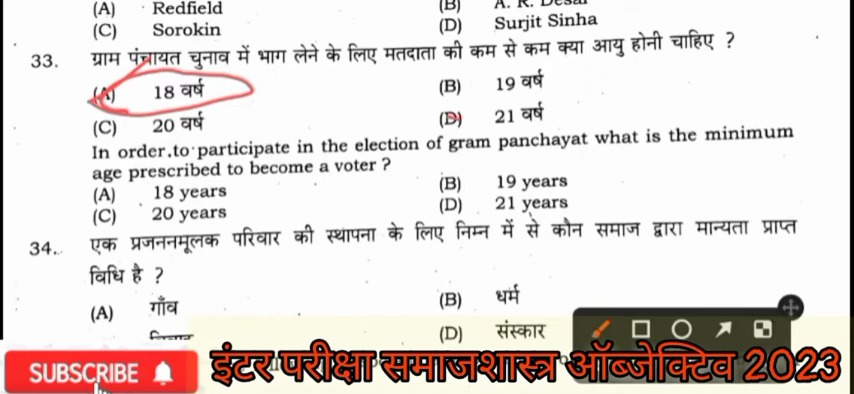 (A) Redfield (B) A. R. Desai
(C) Sorokin (D) Surjit Sinha
33. ग्राम पंचायत चुनाव में भाग लेने के लिए मतदाता की कम से कम क्या आयु होनी चाहिए ?
(A) 18 वर्ष (B) 19 वर्ष
(C) 20 वर्ष (D) 21 वर्ष
In order to participate in the election of gram panchayat what is the minimum
age prescribed to become a voter ?
(A) 18 years (B) 19 years
(C) 20 years (D) 21 years
34. एक प्रजननमूलक परिवार की स्थापना के लिए निम्न में से कौन समाज द्वारा मान्यता प्राप्त
विधि है ?
(A) गाँव (B) धर्म
(D) संस्कार
SUBSCRIBE इंटर परीक्षा समाजशास्त्र ऑब्जेक्टिव 2023